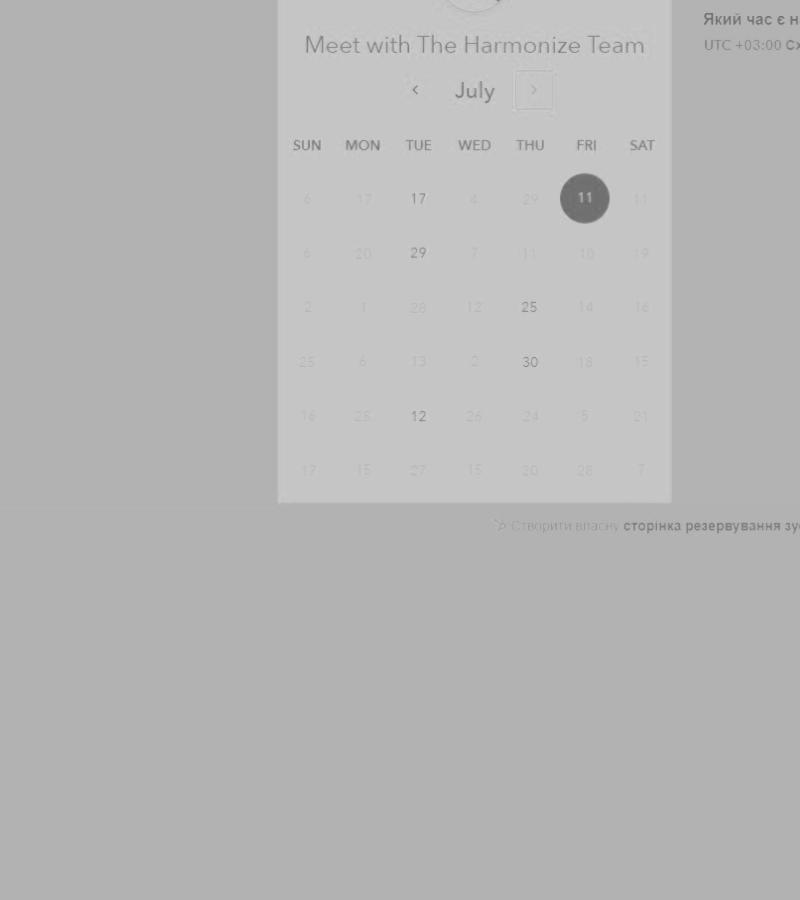 Який час є н
Meet with The Harmonize Team
UTC +03:00 Сх
July
SUN MON TUE WED THU FRI SAT
6 17 17 4 29 11 11
6 20 29 7 11 10 19
2 1 28 12 25 14 16
25 6 13 2 30 18 15
16 25 12 26 24 5 21
17 15 27 15 20 28 7
Створити власну сторінка резервування зу